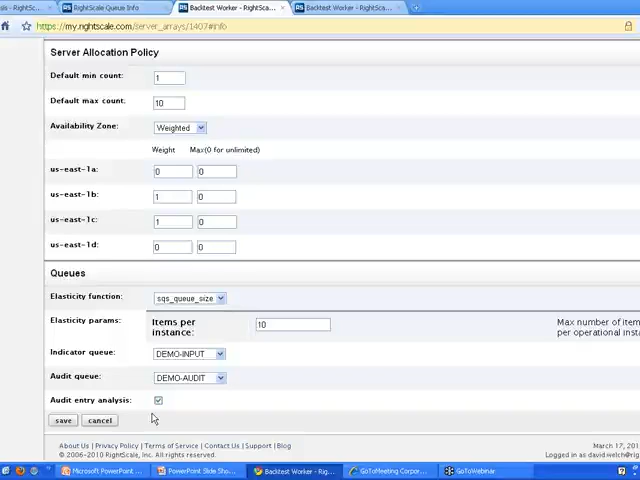 sis - RightSc
RightScale Queue Info
Backtest Worker - RightSc...
Backtest Worker - RightSc...
https://my.rightscale.com/server_arrays/1407#info
Server Allocation Policy
Default min count: 1
Default max count: 10
Availability Zone: Weighted
Weight Max(0 for unlimited)
us-east-1a: 0 0
us-east-1b: 1 0
us-east-1c: 1 0
us-east-1d: 0 0
Queues
Elasticity function: sqs_queue_size
Elasticity params: Items per instance: 10 Max number of item
per operational insta
Indicator queue: DEMO-INPUT
Audit queue: DEMO-AUDIT
Audit entry analysis:
save cancel
About Us | Privacy Policy | Terms of Service | Contact Us | Support | Blog March 17, 201
© 2006-2010 RightScale, Inc. All rights reserved. Logged in as david.welch@rig
Microsoft PowerPoint ... PowerPoint Slide Sho... Backtest Worker - Rig... GoToMeeting Corpor... GoToWebinar